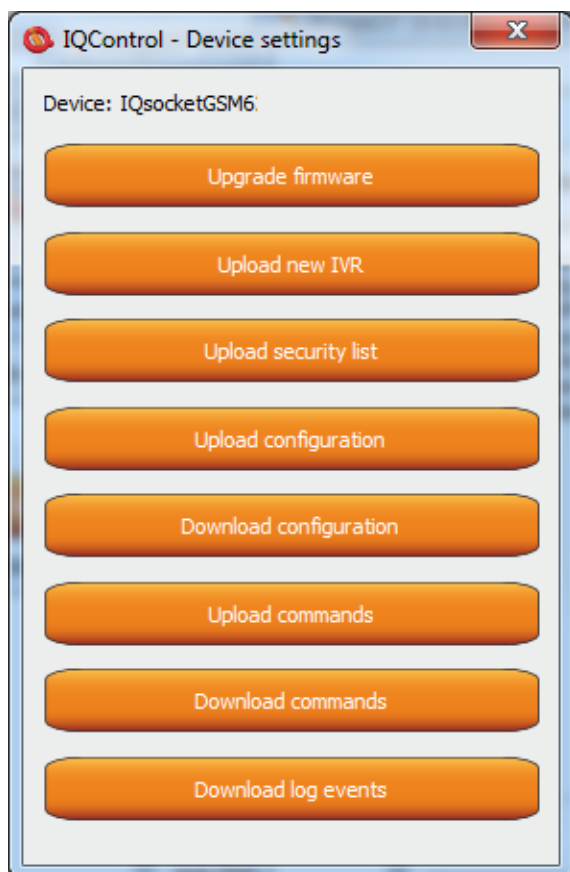 IQControl - Device settings
X
Device: IQsocketGSM6
Upgrade firmware
Upload new IVR
Upload security list
Upload configuration
Download configuration
Upload commands
Download commands
Download log events